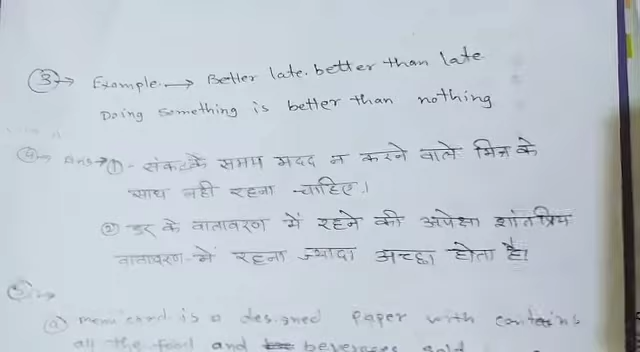 ③→ Example → Better late. better than late
Doing something is better than nothing
④→ Ans→ ①- संकट के समय मदद न करने वाले मित्र के
साथ नही रहना चाहिए।
② डर के वातावरण में रहने की अपेक्षा शांतप्रिय
वातावरण में रहना ज्यादा अच्छा होता है।
⑤→
(a) menu card is a designed paper with contains
all the food and beverages sold